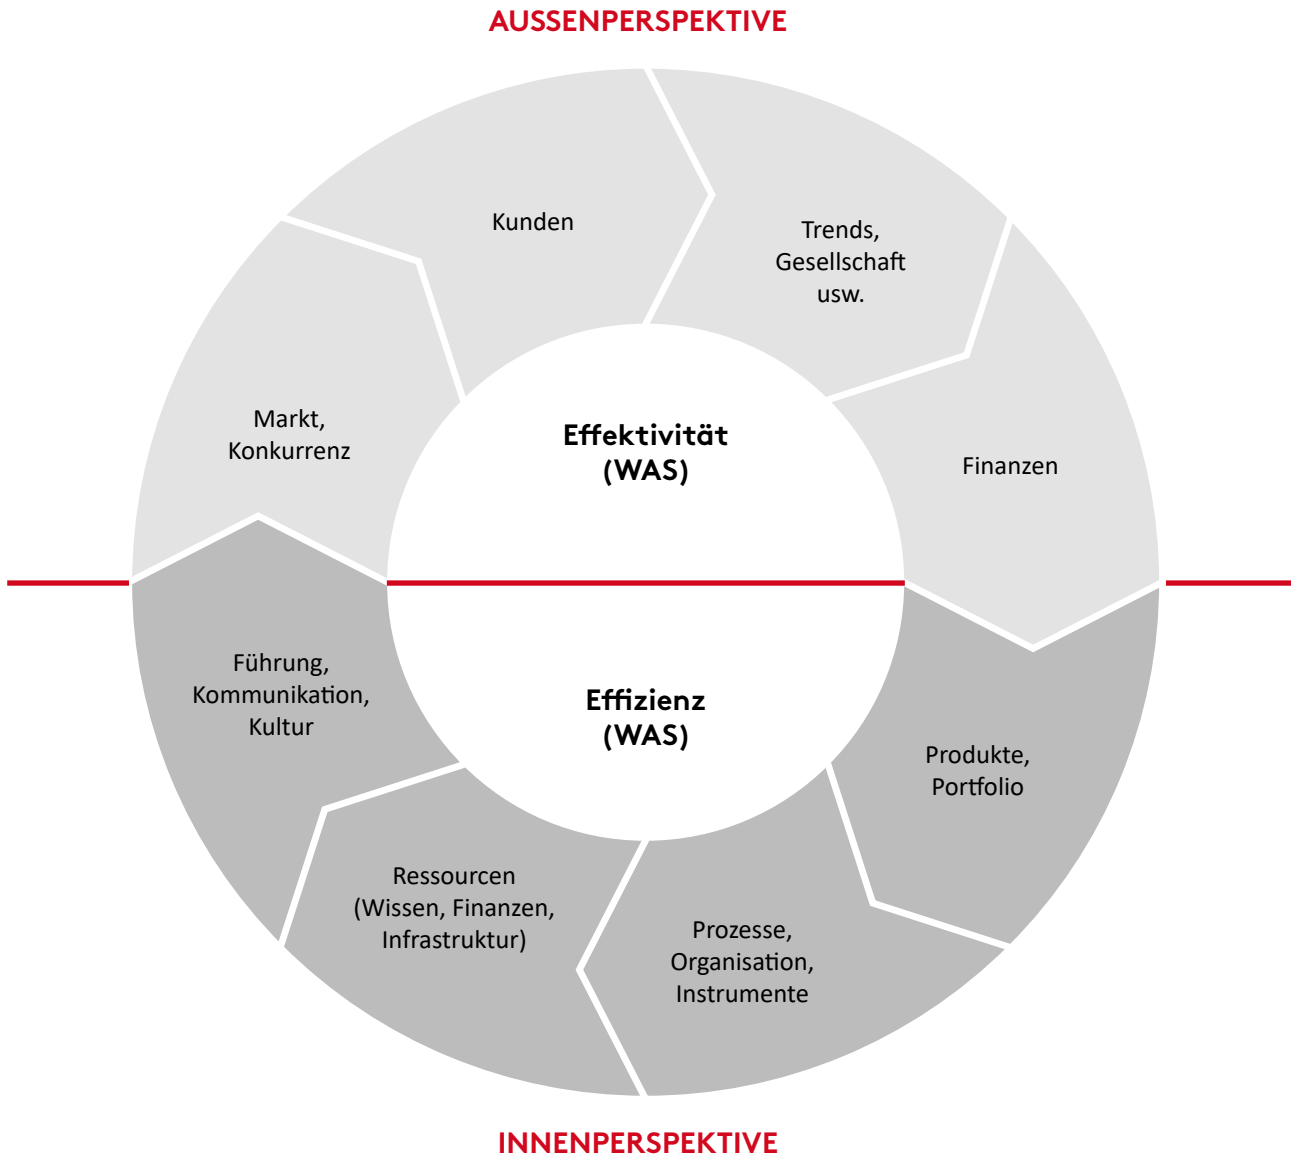 AUSSENPERSPEKTIVE
Kunden
Trends,
Gesellschaft
usw.
Markt,
Konkurrenz
Effektivität
(WAS)
Finanzen
Führung,
Kommunikation,
Kultur
Effizienz
(WAS)
Produkte,
Portfolio
Ressourcen
(Wissen, Finanzen,
Infrastruktur)
Prozesse,
Organisation,
Instrumente
INNENPERSPEKTIVE